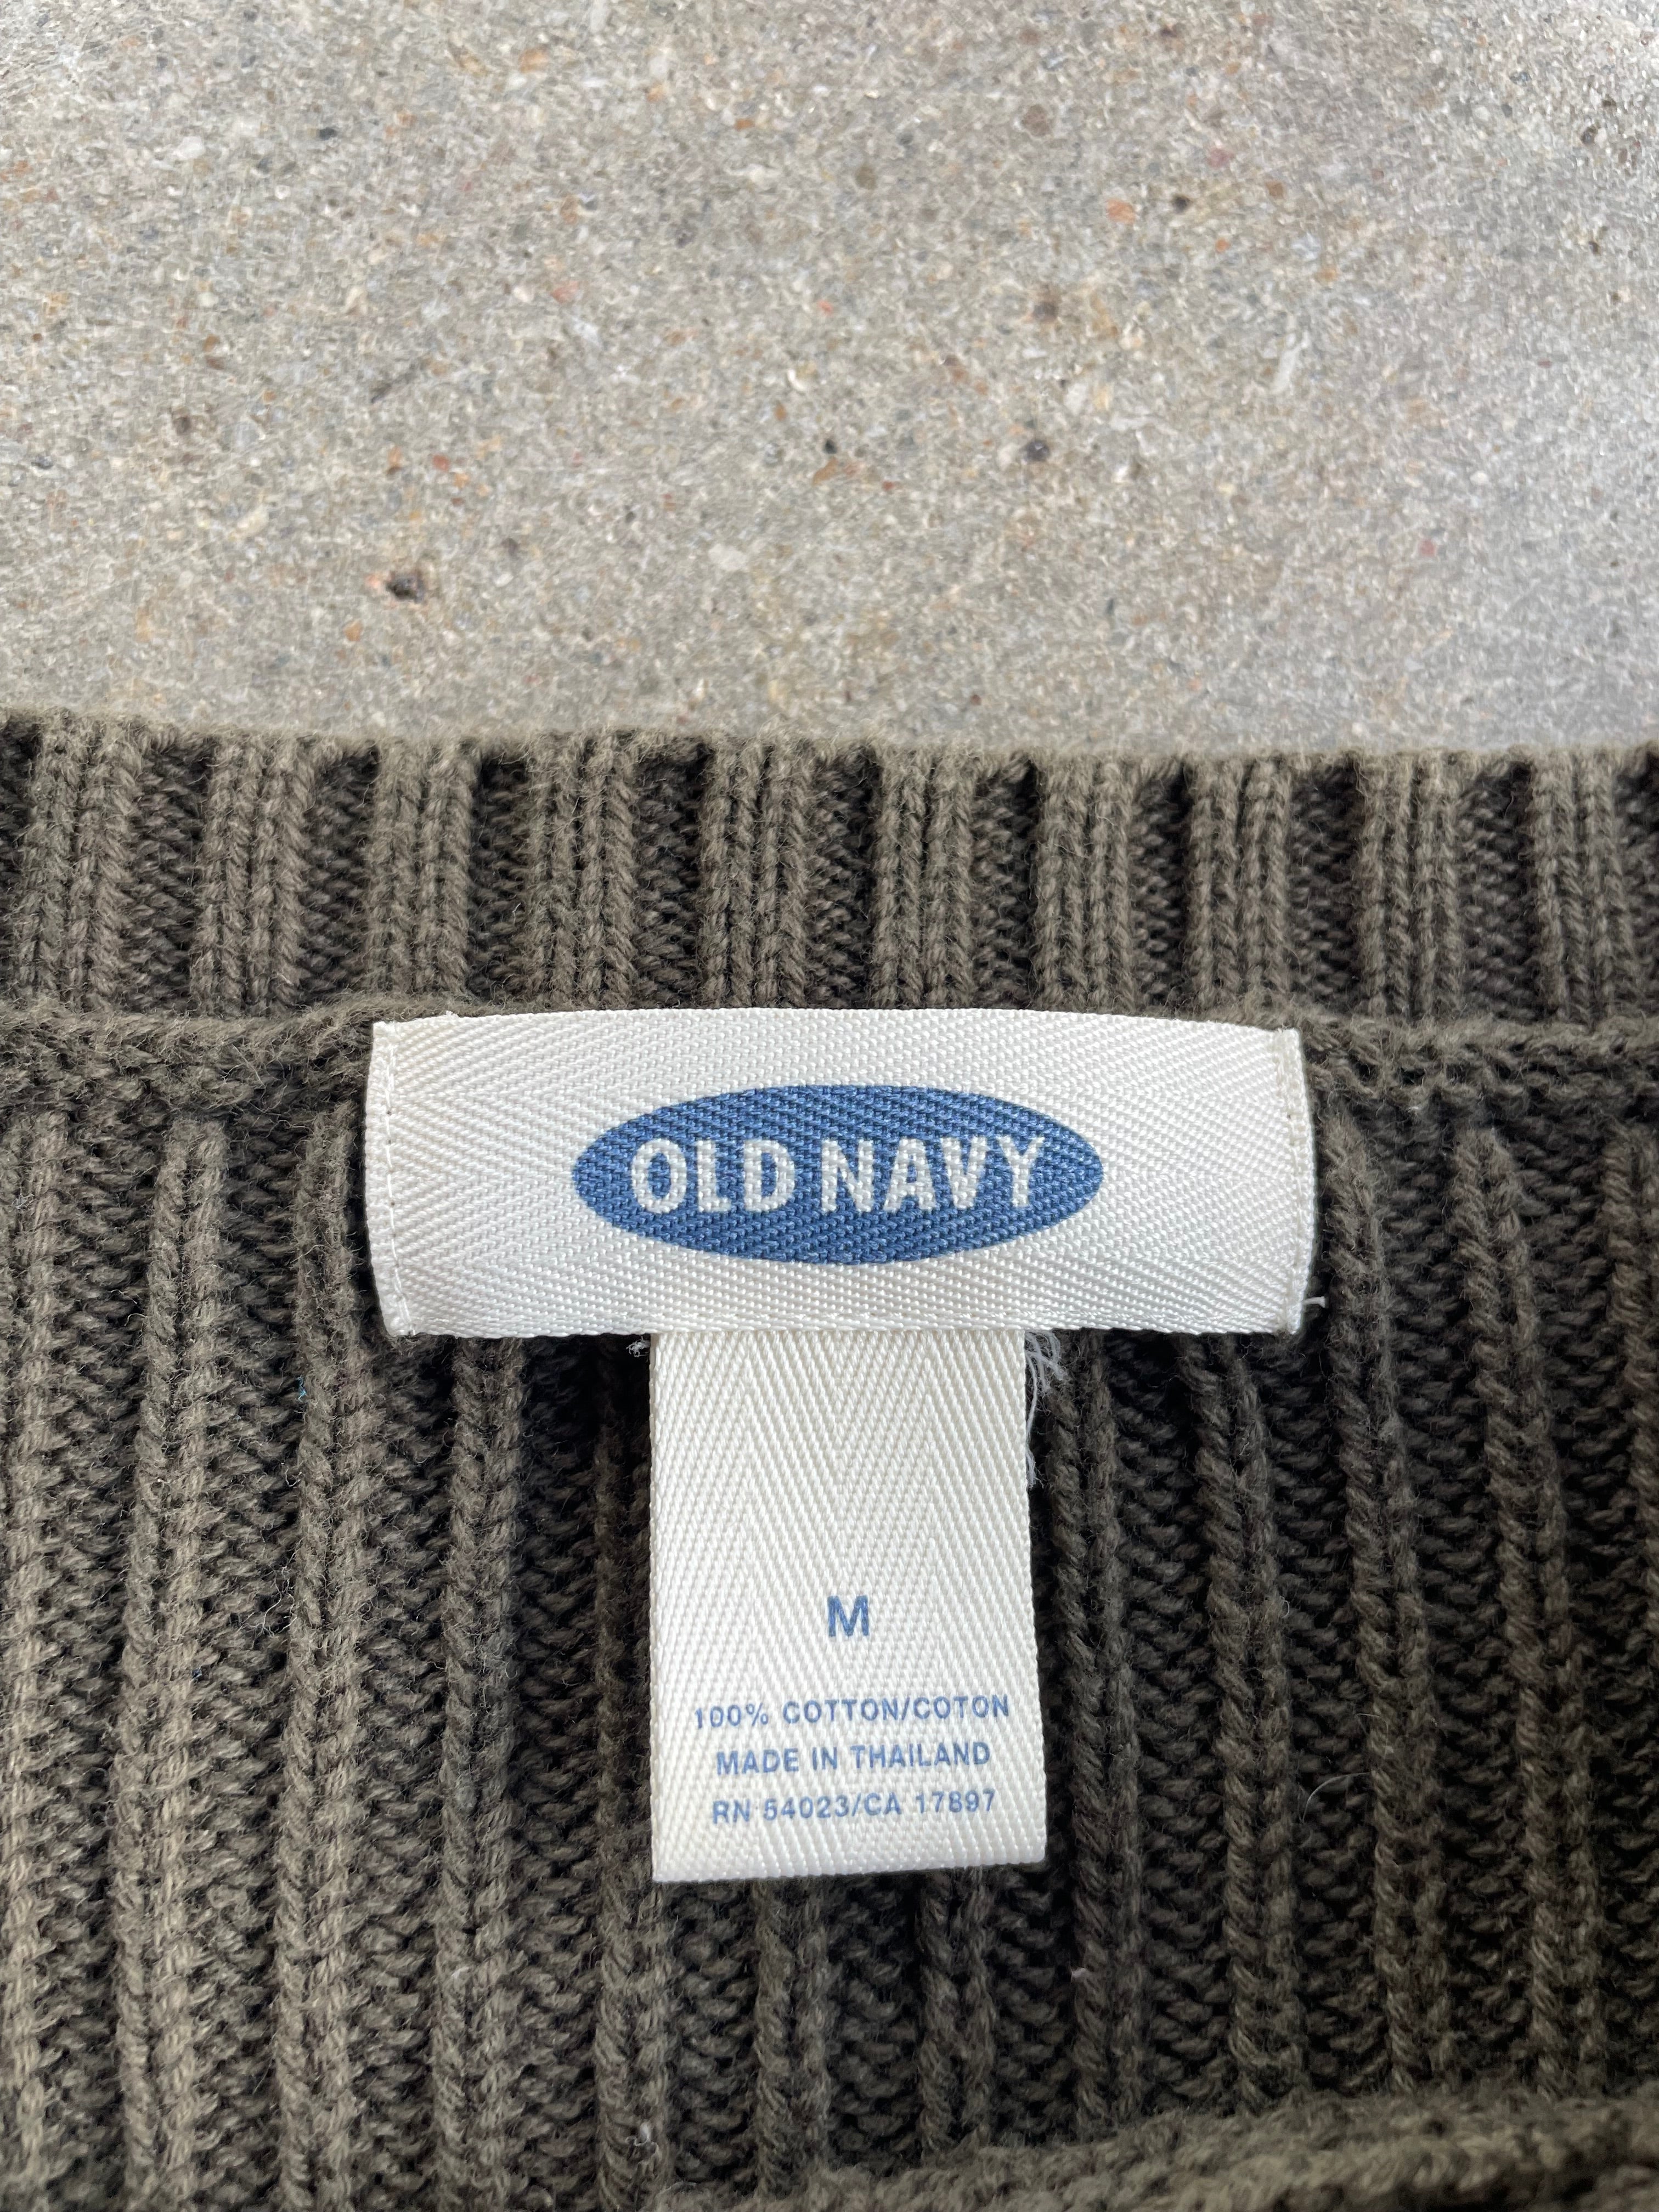 OLD NAVY
M
100% COTTON/COTON
MADE IN THAILAND
RN 54023/CA 17897